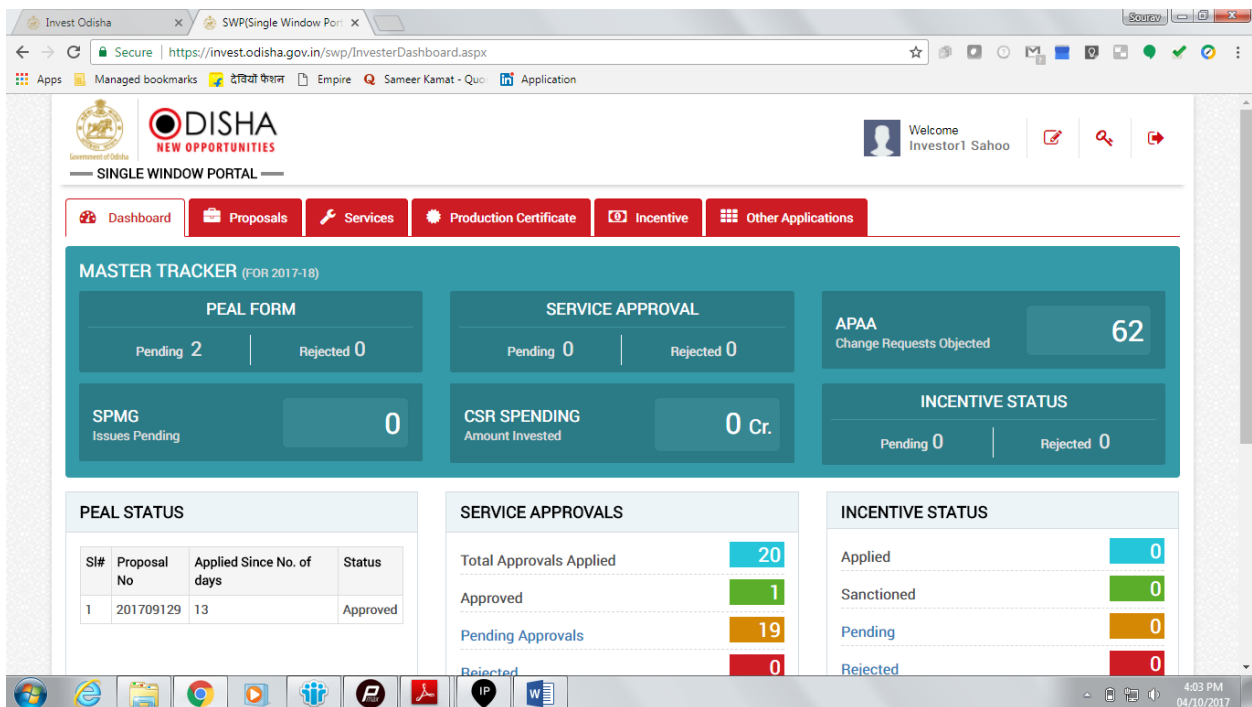 Invest Odisha
SWP(Single Window Port
Sourav
Secure | https://invest.odisha.gov.in/swp/InvesterDashboard.aspx
Apps Managed bookmarks देवियों फैशन Empire Sameer Kamat - Quo Application
Government of Odisha
ODISHA
NEW OPPORTUNITIES
SINGLE WINDOW PORTAL
Welcome
Investor1 Sahoo
Dashboard Proposals Services Production Certificate Incentive Other Applications
MASTER TRACKER (FOR 2017-18)
PEAL FORM
Pending 2 Rejected 0
SERVICE APPROVAL
Pending 0 Rejected 0
APAA
Change Requests Objected
62
SPMG
Issues Pending
0
CSR SPENDING
Amount Invested
0 Cr.
INCENTIVE STATUS
Pending 0 Rejected 0
PEAL STATUS
Sl# Proposal No Applied Since No. of days Status
1 201709129 13 Approved
SERVICE APPROVALS
Total Approvals Applied 20
Approved 1
Pending Approvals 19
Rejected 0
INCENTIVE STATUS
Applied 0
Sanctioned 0
Pending 0
Rejected 0
IP
4:03 PM
04/10/2017